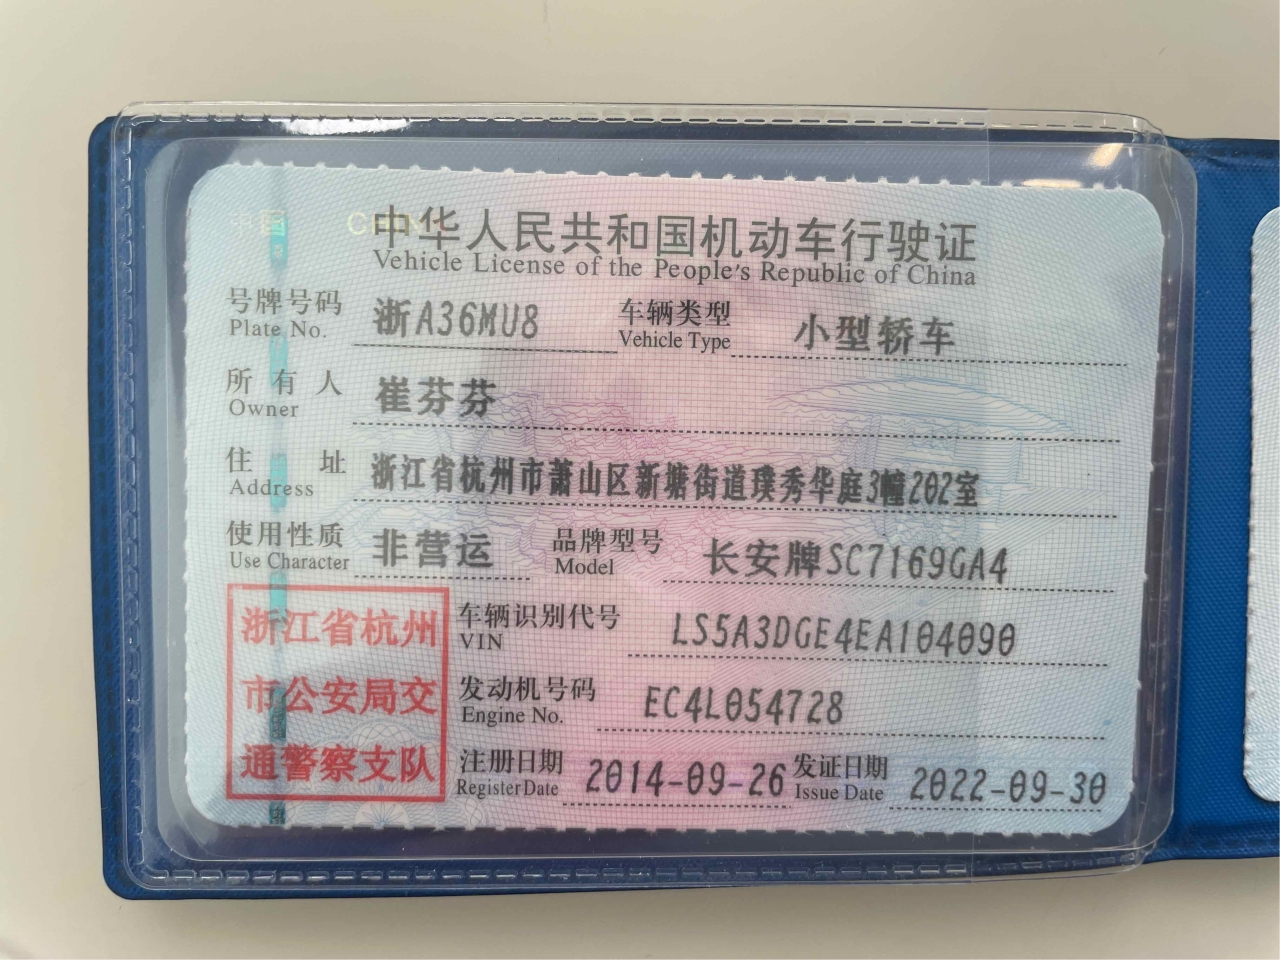 中国 CHINA
中华人民共和国机动车行驶证
Vehicle License of the People's Republic of China
号牌号码 浙A36MU8 车辆类型 小型轿车
Plate No. Vehicle Type
所有人 崔芬芬
Owner
住址 浙江省杭州市萧山区新塘街道璞秀华庭3幢202室
Address
使用性质 非营运 品牌型号 长安牌SC7169GA4
Use Character Model
浙江省杭州市公安局交通警察支队
车辆识别代号 LS5A3DGE4EA104090
VIN
发动机号码 EC4L054728
Engine No.
注册日期 2014-09-26 发证日期 2022-09-30
Register Date Issue Date